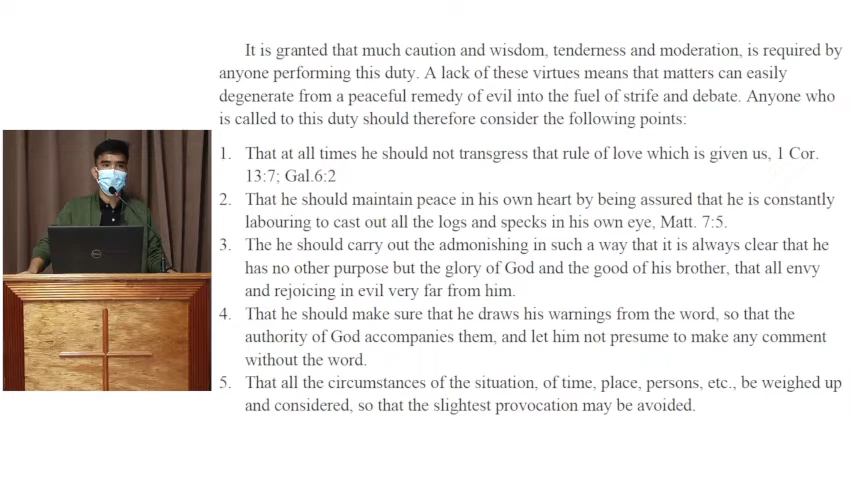 It is granted that much caution and wisdom, tenderness and moderation, is required by
anyone performing this duty. A lack of these virtues means that matters can easily
degenerate from a peaceful remedy of evil into the fuel of strife and debate. Anyone who
is called to this duty should therefore consider the following points:
1. That at all times he should not transgress that rule of love which is given us, 1 Cor.
13:7; Gal.6:2
2. That he should maintain peace in his own heart by being assured that he is constantly
labouring to cast out all the logs and specks in his own eye, Matt. 7:5.
3. The he should carry out the admonishing in such a way that it is always clear that he
has no other purpose but the glory of God and the good of his brother, that all envy
and rejoicing in evil very far from him.
4. That he should make sure that he draws his warnings from the word, so that the
authority of God accompanies them, and let him not presume to make any comment
without the word.
5. That all the circumstances of the situation, of time, place, persons, etc., be weighed up
and considered, so that the slightest provocation may be avoided.